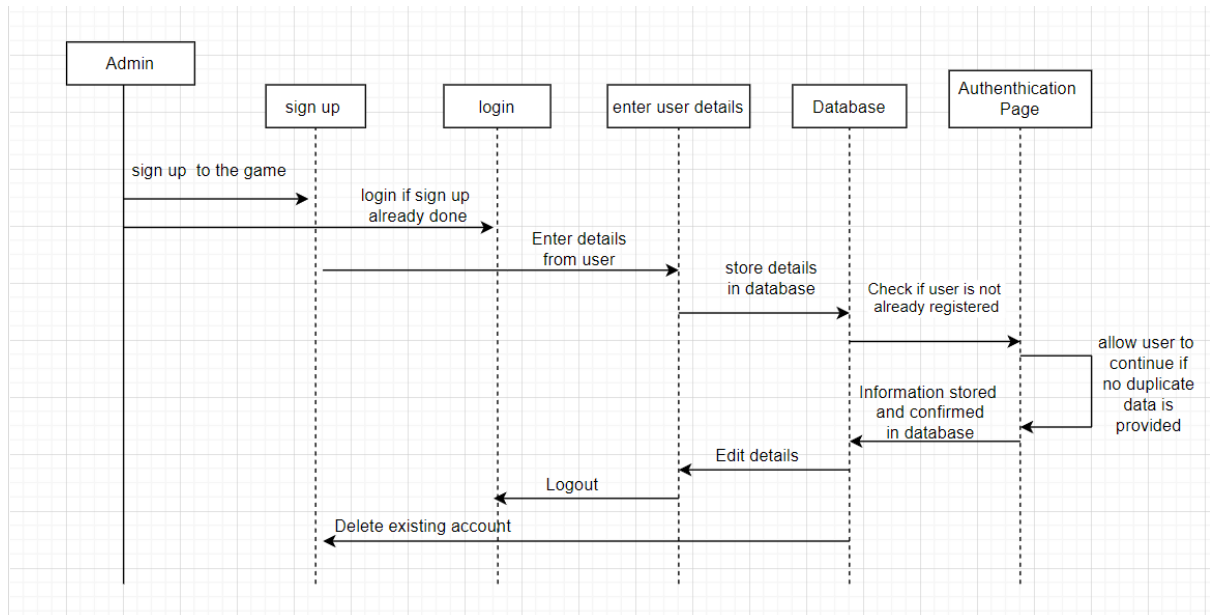 Admin
sign up
login
enter user details
Database
Authenthication
Page
sign up to the game
login if sign up
already done
Enter details
from user
store details
in database
Check if user is not
already registered
allow user to
continue if
no duplicate
data is
provided
Information stored
and confirmed
in database
Edit details
Logout
Delete existing account